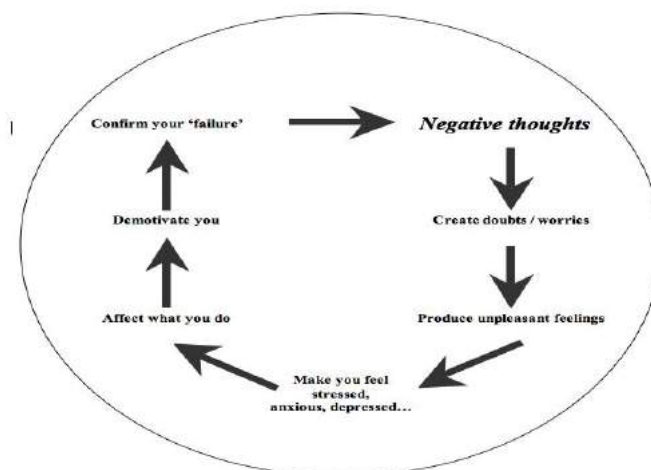 Confirm your ‘failure’
Negative thoughts
Demotivate you
Create doubts / worries
Affect what you do
Produce unpleasant feelings
Make you feel
stressed,
anxious, depressed...